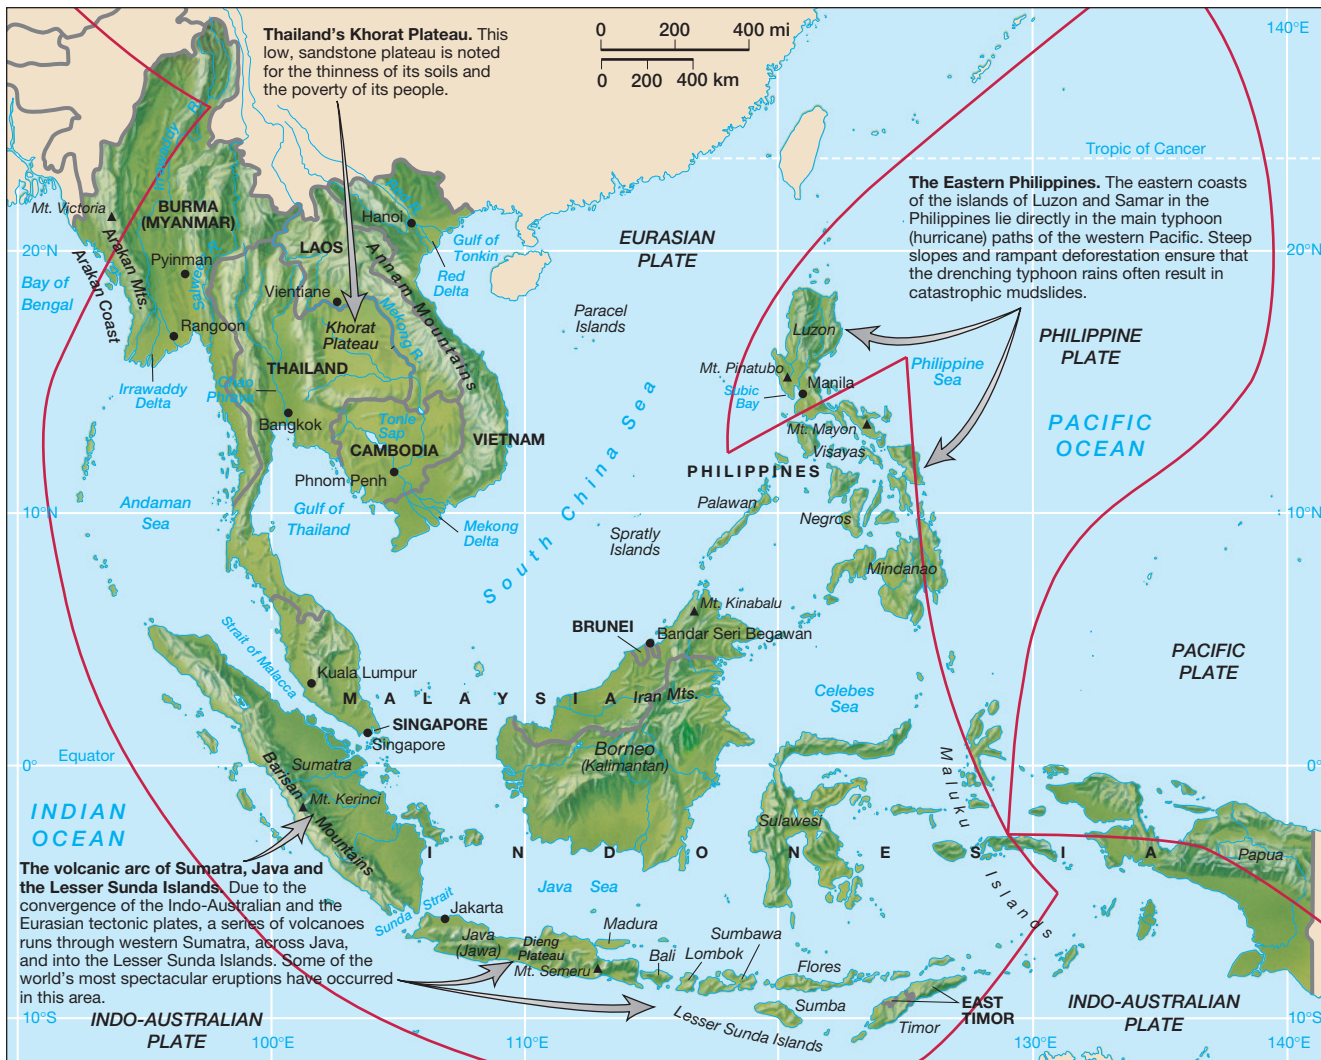 Thailand's Khorat Plateau. This
low, sandstone plateau is noted
for the thinness of its soils and
the poverty of its people.
0 200 400 mi
0 200 400 km
140°E
Tropic of Cancer
The Eastern Philippines. The eastern coasts
of the islands of Luzon and Samar in the
Philippines lie directly in the main typhoon
(hurricane) paths of the western Pacific. Steep
slopes and rampant deforestation ensure that
the drenching typhoon rains often result in
catastrophic mudslides.
Irrawaddy R.
Mt. Victoria
BURMA
(MYANMAR)
Hanoi
Red R.
LAOS
Gulf of
Tonkin
EURASIAN
PLATE
20°N
20°N
Arakan Mts.
Arakan Coast
Pyinman
Salween R.
Bay of
Bengal
Annam Mountains
Red
Delta
Vientiane
Mekong R.
Paracel
Islands
Rangoon
Khorat
Plateau
Luzon
PHILIPPINE
PLATE
Philippine
Sea
THAILAND
Mt. Pinatubo
Manila
Subic
Bay
Irrawaddy
Delta
Chao
Phraya
Bangkok
Tonle
Sap
CAMBODIA
VIETNAM
Mt. Mayon
Visayas
PACIFIC
OCEAN
Phnom Penh
PHILIPPINES
Andaman
Sea
Gulf of
Thailand
Palawan
Negros
10°N
10°N
Mekong
Delta
South China Sea
Spratly
Islands
Mindanao
Mt. Kinabalu
BRUNEI
Bandar Seri Begawan
Strait of Malacca
Kuala Lumpur
MALAYSIA
Iran Mts.
Celebes
Sea
PACIFIC
PLATE
SINGAPORE
Singapore
Equator
0°
0°
Borneo
(Kalimantan)
Sumatra
Barisan Mountains
Mt. Kerinci
Maluku Islands
INDIAN
OCEAN
Sulawesi
INDONESIA
Papua
The volcanic arc of Sumatra, Java and
the Lesser Sunda Islands. Due to the
convergence of the Indo-Australian and the
Eurasian tectonic plates, a series of volcanoes
runs through western Sumatra, across Java,
and into the Lesser Sunda Islands. Some of the
world's most spectacular eruptions have occurred
in this area.
Java Sea
Sunda Strait
Jakarta
Java
(Jawa)
Dieng
Plateau
Mt. Semeru
Madura
Bali
Lombok
Sumbawa
Flores
Sumba
Lesser Sunda Islands
EAST
TIMOR
Timor
INDO-AUSTRALIAN
PLATE
INDO-AUSTRALIAN
PLATE
10°S
10°S
100°E
110°E
120°E
130°E
140°E